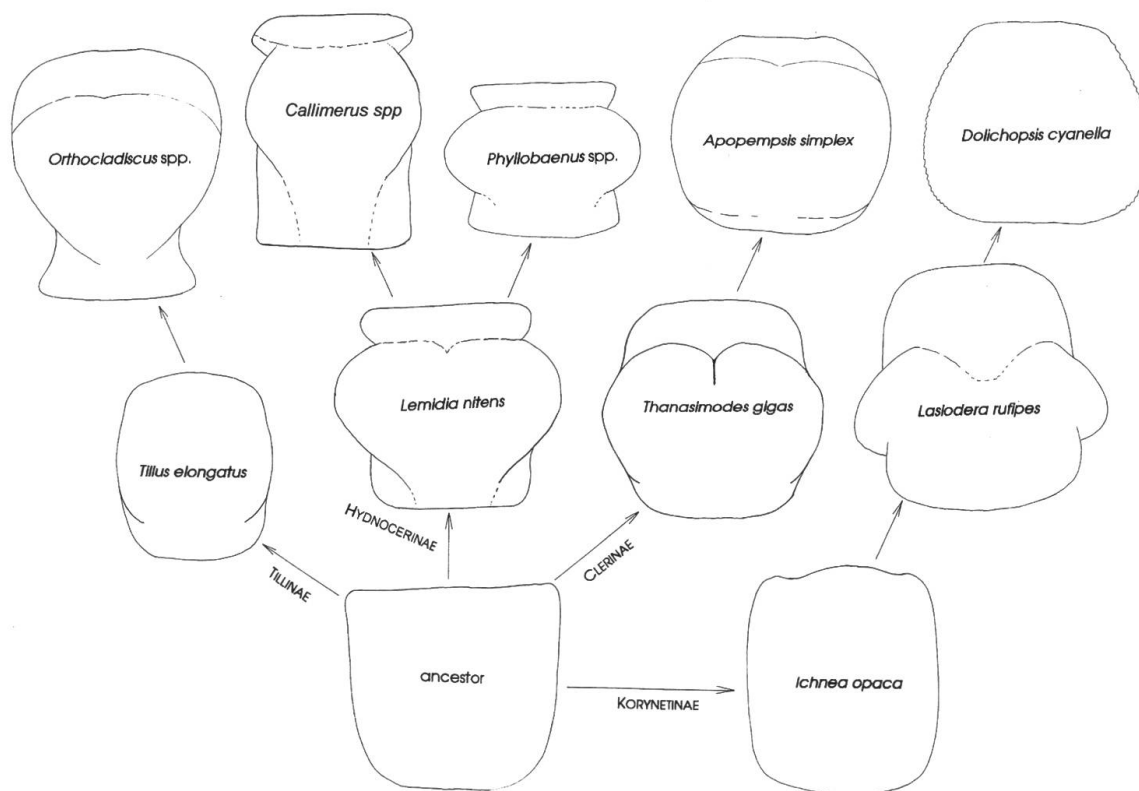 Callimerus spp
Orthocladiscus spp.
Phyllobaenus spp.
Apopempsis simplex
Dolichopsis cyanella
Lemidia nitens
Thanasimodes gigas
Lasiodera rufipes
Tillus elongatus
HYDNOCERINAE
CLERINAE
TILLINAE
ancestor
Ichnea opaca
KORYNETINAE